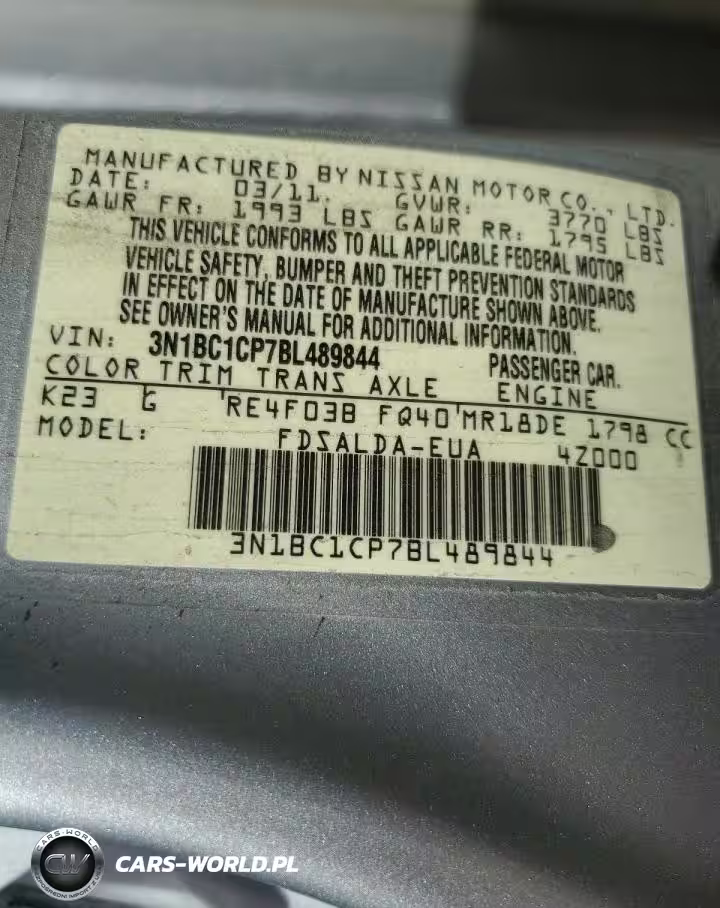 MANUFACTURED BY NISSAN MOTOR CO., LTD.
DATE: 03/11. GVWR: 3770 LBS
GAWR FR: 1993 LBS GAWR RR: 1795 LBS
THIS VEHICLE CONFORMS TO ALL APPLICABLE FEDERAL MOTOR
VEHICLE SAFETY, BUMPER AND THEFT PREVENTION STANDARDS
IN EFFECT ON THE DATE OF MANUFACTURE SHOWN ABOVE.
SEE OWNER'S MANUAL FOR ADDITIONAL INFORMATION.
VIN: 3N1BC1CP7BL489844 PASSENGER CAR.
COLOR TRIM TRANS AXLE ENGINE
K23 G RE4F03B FQ40 MR18DE 1798 CC
MODEL: FDSALDA-EUA 4Z000
3N1BC1CP7BL489844
CARS-WORLD
CW
CARS-WORLD.PL